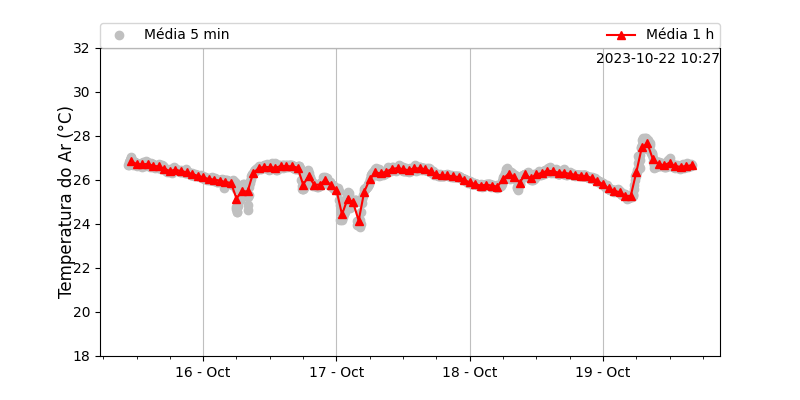 Média 5 min
Média 1 h
2023-10-22 10:27
Temperatura do Ar (°C)
32
30
28
26
24
22
20
18
16 - Oct
17 - Oct
18 - Oct
19 - Oct